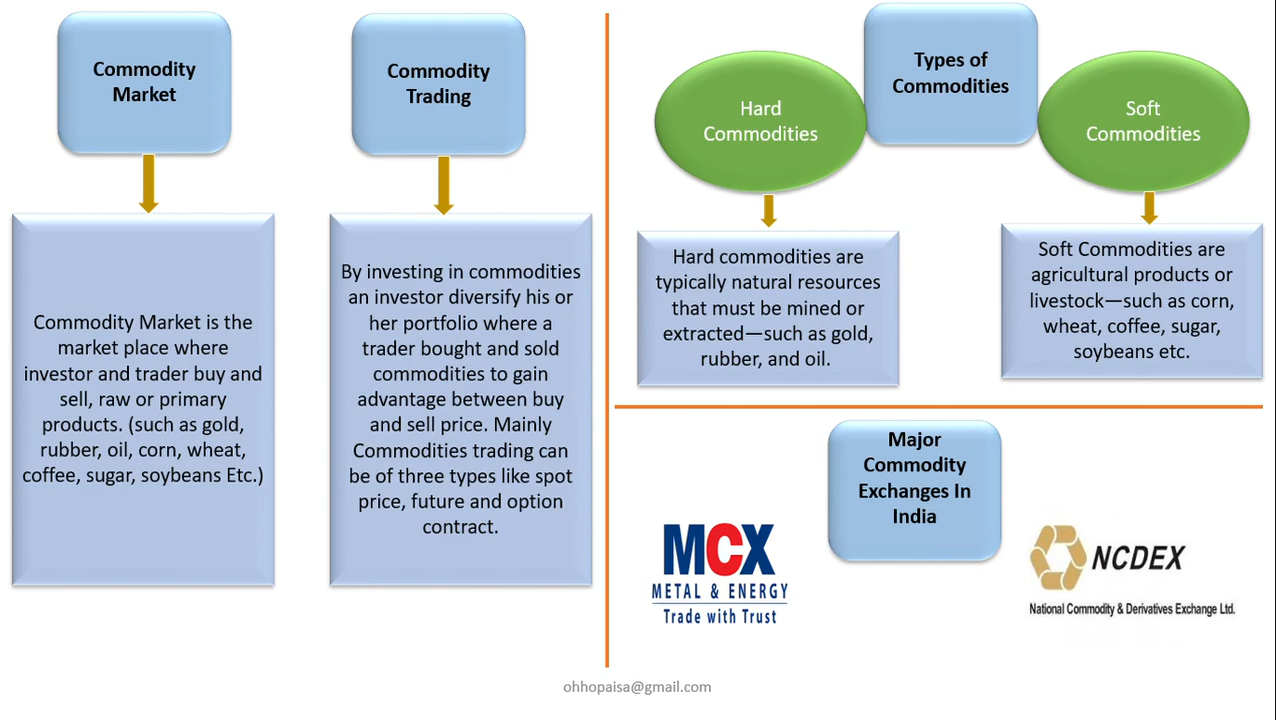 Commodity
Market
Commodity Market is the
market place where
investor and trader buy and
sell, raw or primary
products. (such as gold,
rubber, oil, corn, wheat,
coffee, sugar, soybeans Etc.)
Commodity
Trading
By investing in commodities
an investor diversify his or
her portfolio where a
trader bought and sold
commodities to gain
advantage between buy
and sell price. Mainly
Commodities trading can
be of three types like spot
price, future and option
contract.
Types of
Commodities
Hard
Commodities
Hard commodities are
typically natural resources
that must be mined or
extracted—such as gold,
rubber, and oil.
Soft
Commodities
Soft Commodities are
agricultural products or
livestock—such as corn,
wheat, coffee, sugar,
soybeans etc.
Major
Commodity
Exchanges In
India
MCX
METAL & ENERGY
Trade with Trust
NCDEX
National Commodity & Derivatives Exchange Ltd.
ohhopaisa@gmail.com